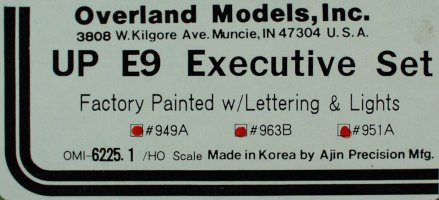 Overland Models, Inc.
3808 W. Kilgore Ave. Muncie, IN 47304 U.S.A.
UP E9 Executive Set
Factory Painted w/Lettering & Lights
#949A #963B #951A
OMI-6225.1 /HO Scale Made in Korea by Ajin Precision Mfg.